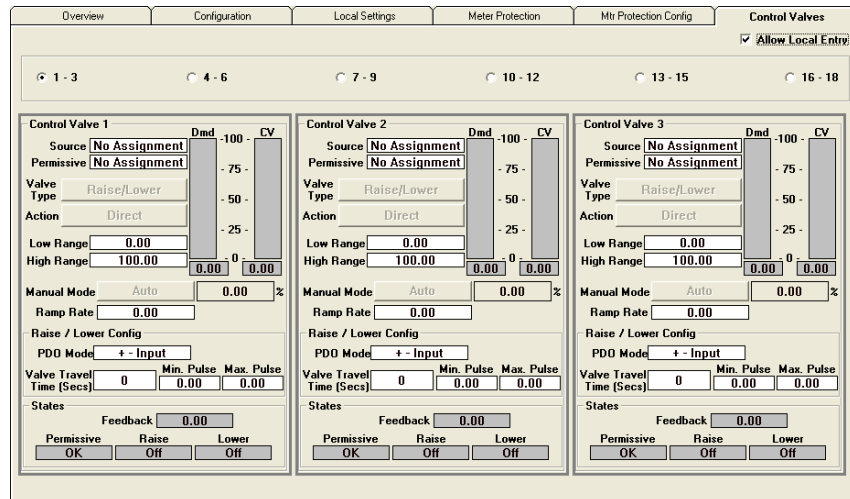 Overview Configuration Local Settings Meter Protection Mtr Protection Config Control Valves
Allow Local Entry
1 - 3 4 - 6 7 - 9 10 - 12 13 - 15 16 - 18
Control Valve 1
Dmd -100- CV
Source No Assignment
Permissive No Assignment
- 75 -
Valve Type Raise/Lower
- 50 -
Action Direct
- 25 -
Low Range 0.00
High Range 100.00
- 0 -
0.00 0.00
Manual Mode Auto 0.00 %
Ramp Rate 0.00
Raise / Lower Config
PDO Mode + - Input
Valve Travel Time (Secs) 0
Min. Pulse Max. Pulse
0.00 0.00
States
Feedback 0.00
Permissive Raise Lower
OK Off Off
Control Valve 2
Dmd -100- CV
Source No Assignment
Permissive No Assignment
- 75 -
Valve Type Raise/Lower
- 50 -
Action Direct
- 25 -
Low Range 0.00
High Range 100.00
- 0 -
0.00 0.00
Manual Mode Auto 0.00 %
Ramp Rate 0.00
Raise / Lower Config
PDO Mode + - Input
Valve Travel Time (Secs) 0
Min. Pulse Max. Pulse
0.00 0.00
States
Feedback 0.00
Permissive Raise Lower
OK Off Off
Control Valve 3
Dmd -100- CV
Source No Assignment
Permissive No Assignment
- 75 -
Valve Type Raise/Lower
- 50 -
Action Direct
- 25 -
Low Range 0.00
High Range 100.00
- 0 -
0.00 0.00
Manual Mode Auto 0.00 %
Ramp Rate 0.00
Raise / Lower Config
PDO Mode + - Input
Valve Travel Time (Secs) 0
Min. Pulse Max. Pulse
0.00 0.00
States
Feedback 0.00
Permissive Raise Lower
OK Off Off